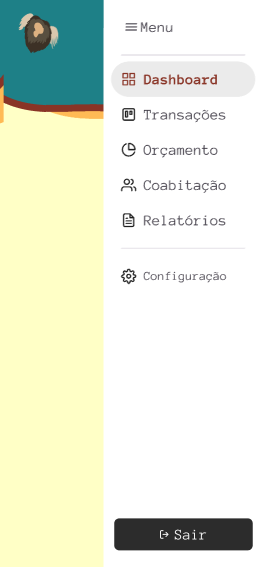 Menu
Dashboard
Transações
Orçamento
Coabitação
Relatórios
Configuração
Sair